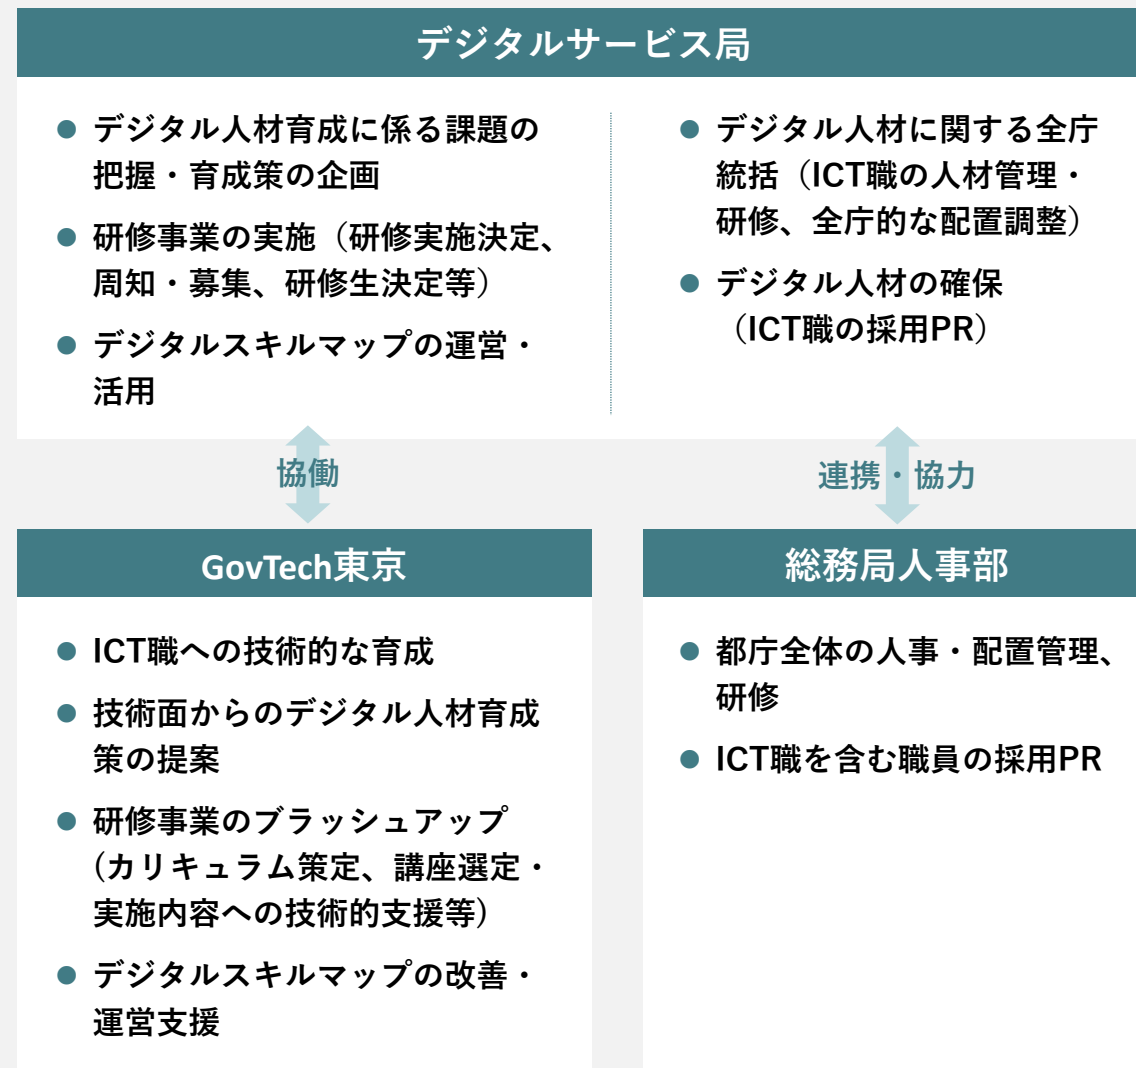 デジタルサービス局
● デジタル人材育成に係る課題の
把握・育成策の企画
● 研修事業の実施（研修実施決定、
周知・募集、研修生決定等）
● デジタルスキルマップの運営・
活用
● デジタル人材に関する全庁
統括（ICT職の人材管理・
研修、全庁的な配置調整）
● デジタル人材の確保
（ICT職の採用PR）
協働
連携・協力
GovTech東京
● ICT職への技術的な育成
● 技術面からのデジタル人材育成
策の提案
● 研修事業のブラッシュアップ
(カリキュラム策定、講座選定・
実施内容への技術的支援等)
● デジタルスキルマップの改善・
運営支援
総務局人事部
● 都庁全体の人事・配置管理、
研修
● ICT職を含む職員の採用PR